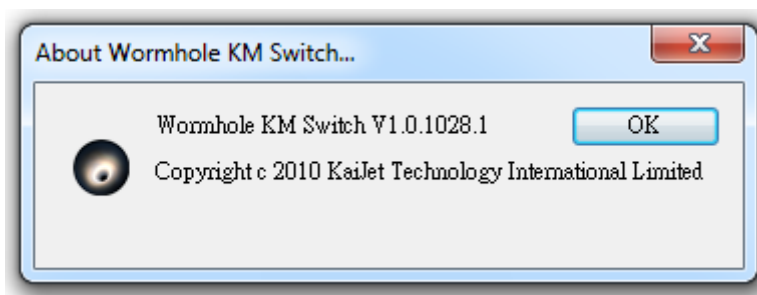 About Wormhole KM Switch...
Wormhole KM Switch V1.0.1028.1
OK
Copyright c 2010 KaiJet Technology International Limited